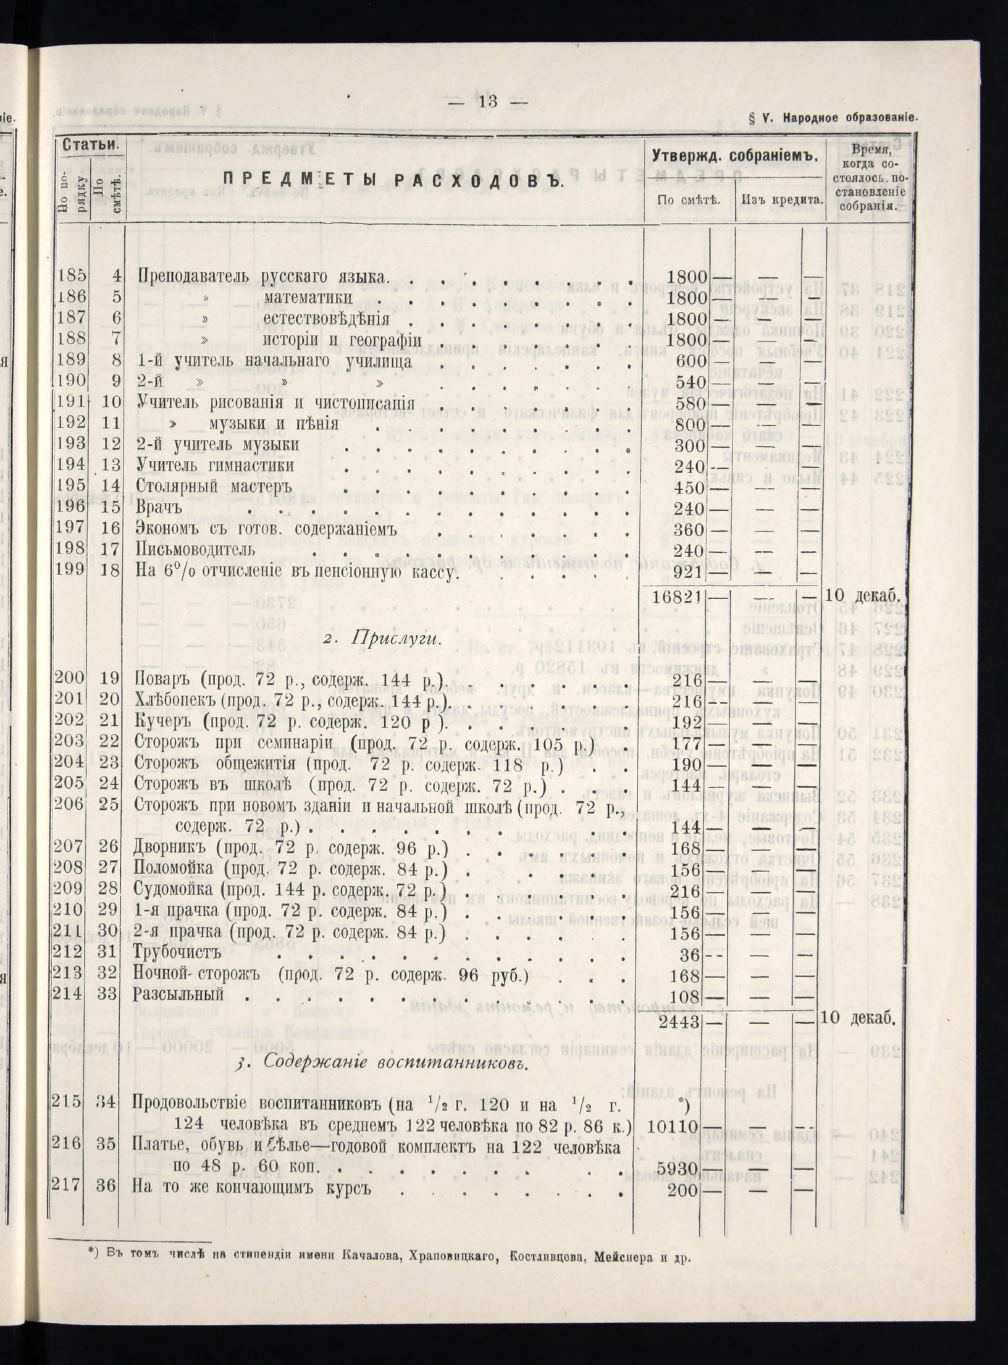 — 13 —
§ V. Народное образованіе.
Статьи.
По по-рядку
По смѣтѣ.
ПРЕДМЕТЫ РАСХОДОВЪ.
Утвержд. собраніемъ.
По смѣтѣ.
Изъ кредита.
Время,
когда со-
стоялось по-
становленіе
собранія.
185 4 Преподаватель русскаго языка. . . . . . . . 1800 — — —
186 5 » математики . . . . . . . . . 1800 — — —
187 6 » естествовѣдѣнія . . . . . . . . 1800 — — —
188 7 » исторіи и географіи . . . . . . . 1800 — — —
189 8 1-й учитель начальнаго училища . . . . . . . 600 — — —
190 9 2-й » » » . . . . . . . 540 — — —
191 10 Учитель рисованія и чистописанія . . . . . . . 580 — — —
192 11 » музыки и пѣнія . . . . . . . . . 800 — — —
193 12 2-й учитель музыки . . . . . . . . . . 300 — — —
194 13 Учитель гимнастики . . . . . . . . . . 240 — — —
195 14 Столярный мастеръ . . . . . . . . . . 450 — — —
196 15 Врачъ . . . . . . . . . . . . . 240 — — —
197 16 Экономъ съ готов. содержаніемъ . . . . . . . 360 — — —
198 17 Письмоводитель . . . . . . . . . . . 240 — — —
199 18 На 6% отчисленіе въ пенсіонную кассу. . . . . . 921 — — —
16821 — — — 10 декаб.
2. Прислуги.
200 19 Поваръ (прод. 72 р., содерж. 144 р.). . . . . . . 216 — — —
201 20 Хлѣбопекъ (прод. 72 р., содерж. 144 р.). . . . . . . 216 — — —
202 21 Кучеръ (прод. 72 р. содерж. 120 р ). . . . . . . 192 — — —
203 22 Сторожъ при семинаріи (прод. 72 р. содерж. 105 р.) . 177 — — —
204 23 Сторожъ общежитія (прод. 72 р. содерж. 118 р.) . . 190 — — —
205 24 Сторожъ въ школѣ (прод. 72 р. содерж. 72 р.) . . . 144 — — —
206 25 Сторожъ при новомъ зданіи и начальной школѣ (прод. 72 р.,
содерж. 72 р.) . . . . . . . . . 144 — — —
207 26 Дворникъ (прод. 72 р. содерж. 96 р.) . . . . . . 168 — — —
208 27 Поломойка (прод. 72 р. содерж. 84 р.) . . . . 156 — — —
209 28 Судомойка (прод. 144 р. содерж. 72 р.) . . . . . . 216 — — —
210 29 1-я прачка (прод. 72 р. содерж. 84 р.) . . . . . . 156 — — —
211 30 2-я прачка (прод. 72 р. содерж. 84 р.) . . . . . . 156 — — —
212 31 Трубочистъ . . . . . . . . . . . . 36 — — —
213 32 Ночной- сторожъ (прод. 72 р. содерж. 96 руб.) . . . 168 — — —
214 33 Разсыльный . . . . . . . . . . . . . 108 — — —
2443 — — — 10 декаб.
3. Содержаніе воспитанниковъ.
215 34 Продовольствіе воспитанниковъ (на 1/2 г. 120 и на 1/2 г. *)
124 человѣка въ среднемъ 122 человѣка по 82 р. 86 к.) 10110 — — —
216 35 Платье, обувь и бѣлье—годовой комплектъ на 122 человѣка
по 48 р. 60 коп. . . . . . . . . . 5930 — — —
217 36 На то же кончающимъ курсъ . . . . . . . . 200 — — —
*) Въ томъ числѣ на стипендіи имени Качалова, Храповицкаго, Костливцова, Мейснера и др.